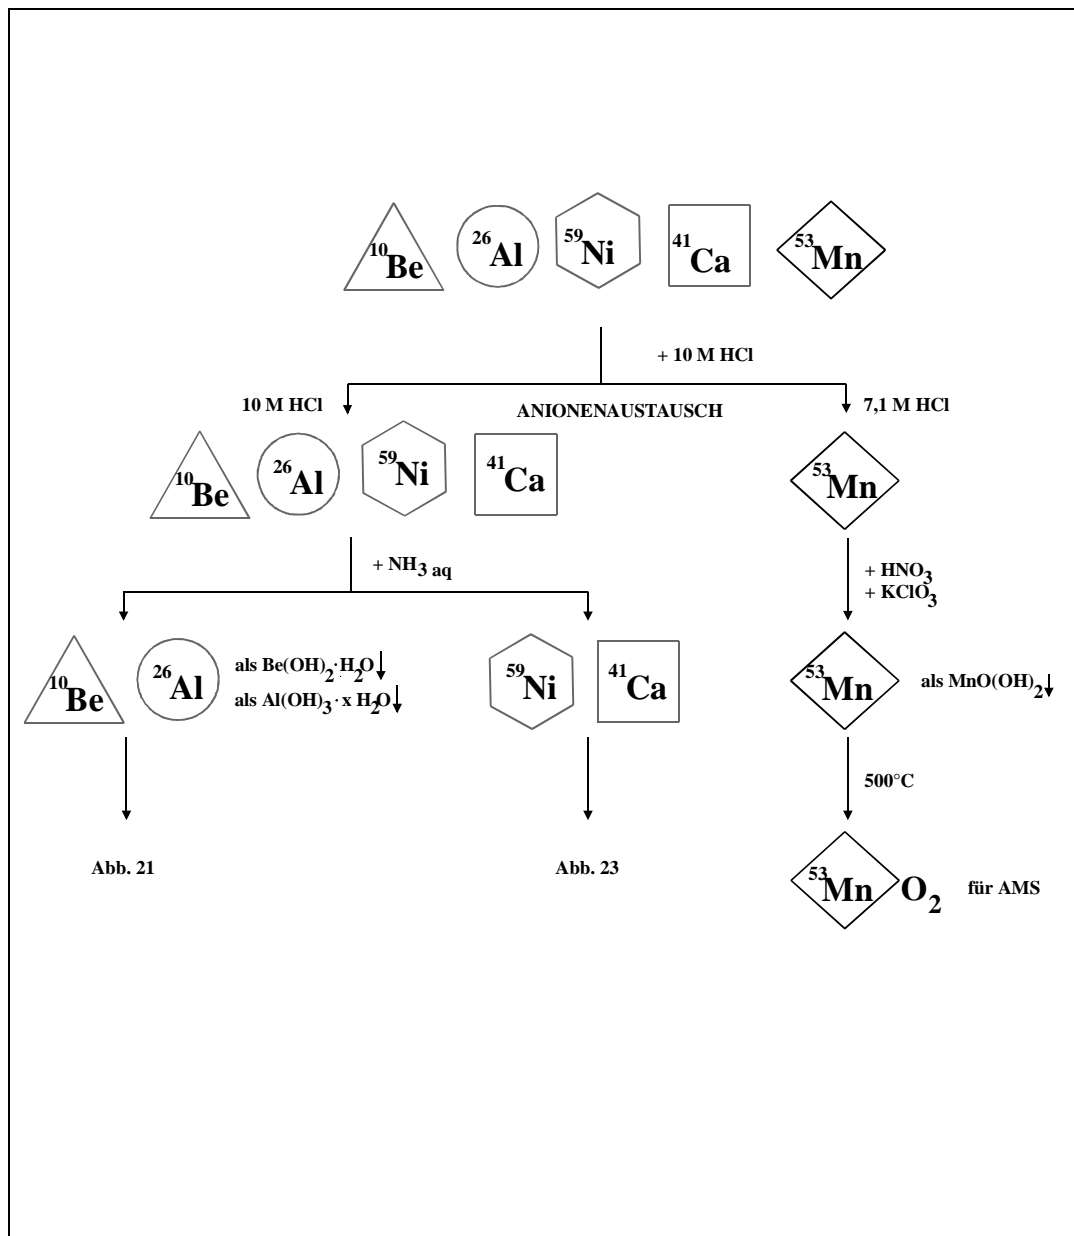 10Be 26Al 59Ni 41Ca 53Mn
+ 10 M HCl
10 M HCl ANIONENAUSTAUSCH 7,1 M HCl
10Be 26Al 59Ni 41Ca 53Mn
+ NH3 aq
+ HNO3
+ KClO3
10Be 26Al als Be(OH)2·H2O↓
als Al(OH)3· x H2O↓
59Ni 41Ca
53Mn als MnO(OH)2↓
500°C
Abb. 21 Abb. 23
53MnO2 für AMS